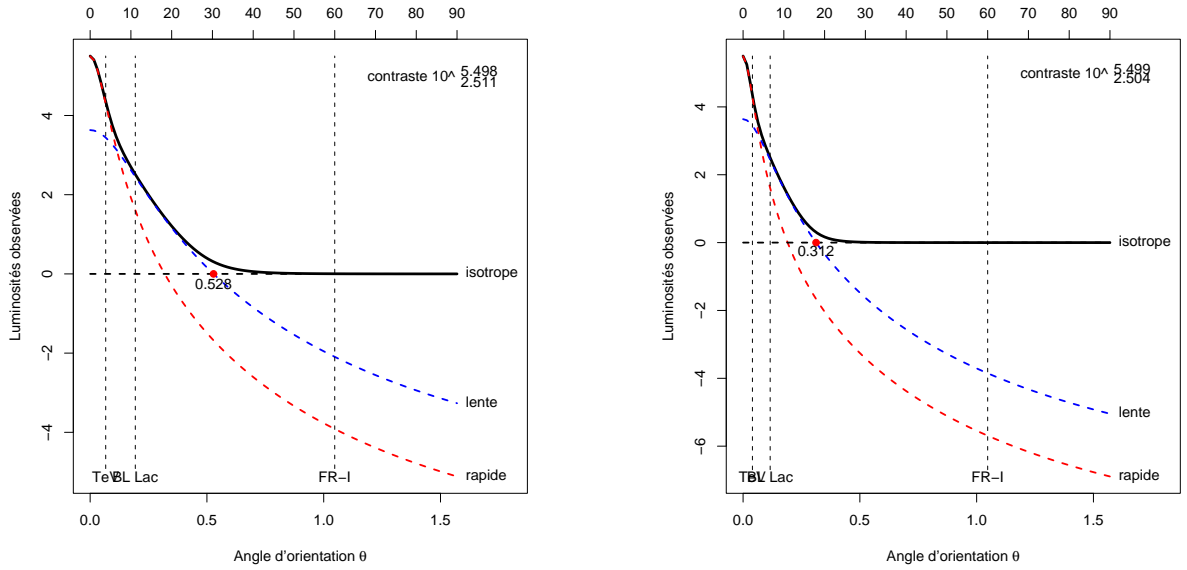 0 10 20 30 40 50 60 70 80 90
contraste 10^ 5.498
2.511
4
2
0
−2
−4
Luminosités observées
isotrope
0.528
lente
rapide
TeV BL Lac FR−I
0.0 0.5 1.0 1.5
Angle d'orientation θ
0 10 20 30 40 50 60 70 80 90
contraste 10^ 5.499
2.504
4
2
0
−2
−4
−6
Luminosités observées
isotrope
0.312
lente
rapide
TeV BL Lac FR−I
0.0 0.5 1.0 1.5
Angle d'orientation θ